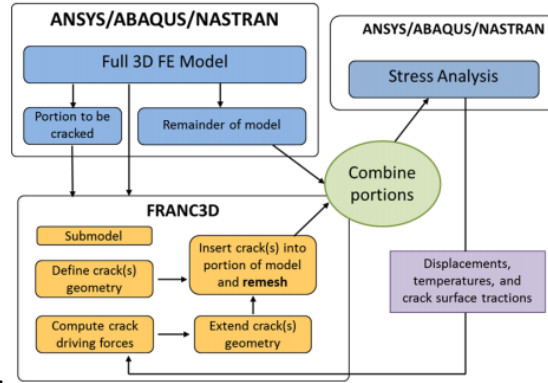 ANSYS/ABAQUS/NASTRAN
Full 3D FE Model
Portion to be
cracked
Remainder of model
ANSYS/ABAQUS/NASTRAN
Stress Analysis
Combine
portions
FRANC3D
Submodel
Define crack(s)
geometry
Insert crack(s) into
portion of model
and remesh
Compute crack
driving forces
Extend crack(s)
geometry
Displacements,
temperatures, and
crack surface tractions